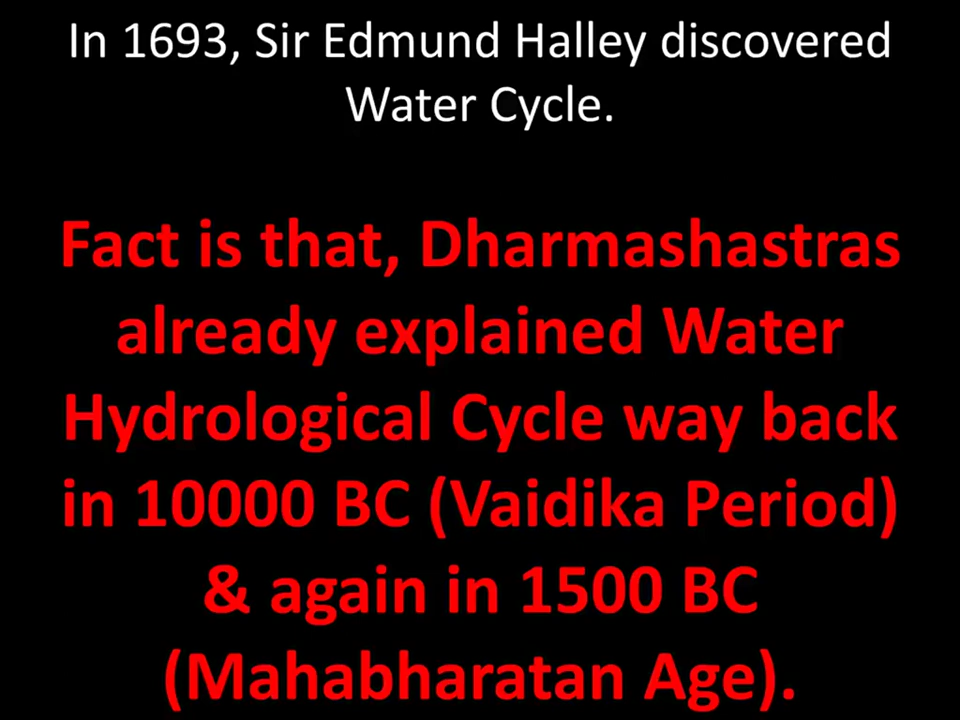 In 1693, Sir Edmund Halley discovered
Water Cycle.
Fact is that, Dharmashastras
already explained Water
Hydrological Cycle way back
in 10000 BC (Vaidika Period)
& again in 1500 BC
(Mahabharatan Age).